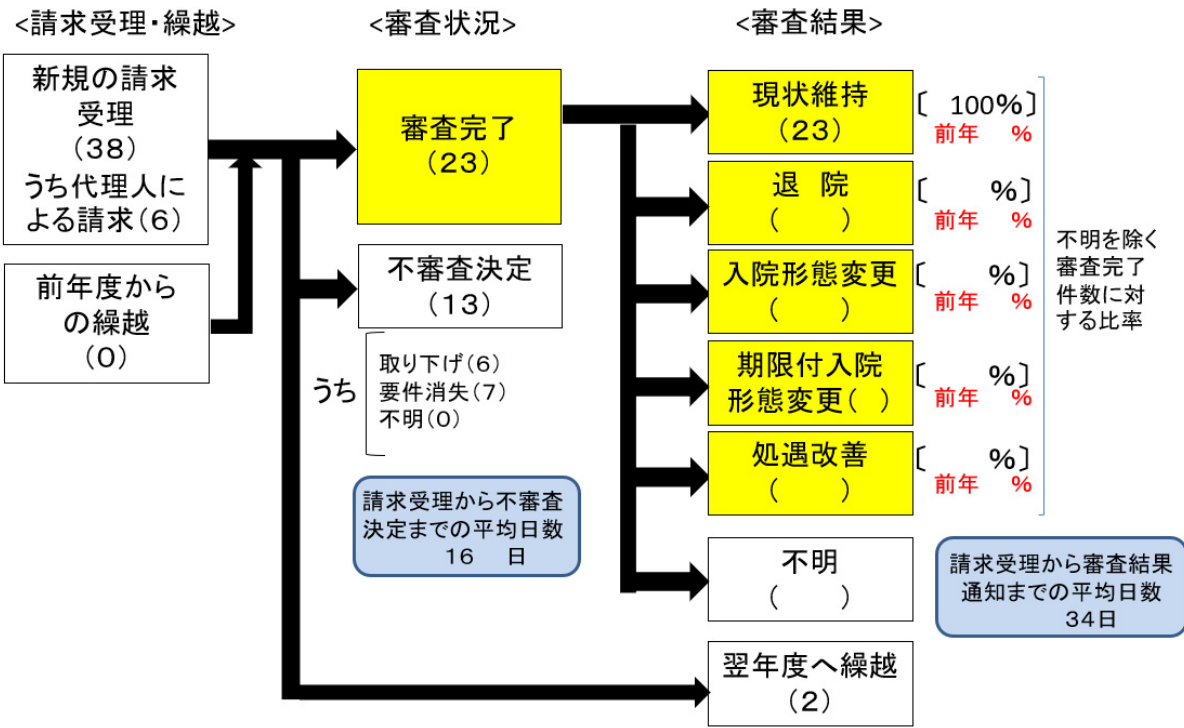 <請求受理・繰越>
新規の請求
受理
(38)
うち代理人に
よる請求(6)
前年度から
の繰越
(0)
<審査状況>
審査完了
(23)
不審査決定
(13)
うち
取り下げ(6)
要件消失(7)
不明(0)
請求受理から不審査
決定までの平均日数
16 日
<審査結果>
現状維持
(23)
〔 100%〕
前年 %
退 院
( )
〔 %〕
前年 %
入院形態変更
( )
〔 %〕
前年 %
期限付入院
形態変更( )
〔 %〕
前年 %
処遇改善
( )
〔 %〕
前年 %
不明を除く
審査完了
件数に対
する比率
不明
( )
請求受理から審査結果
通知までの平均日数
34日
翌年度へ繰越
(2)